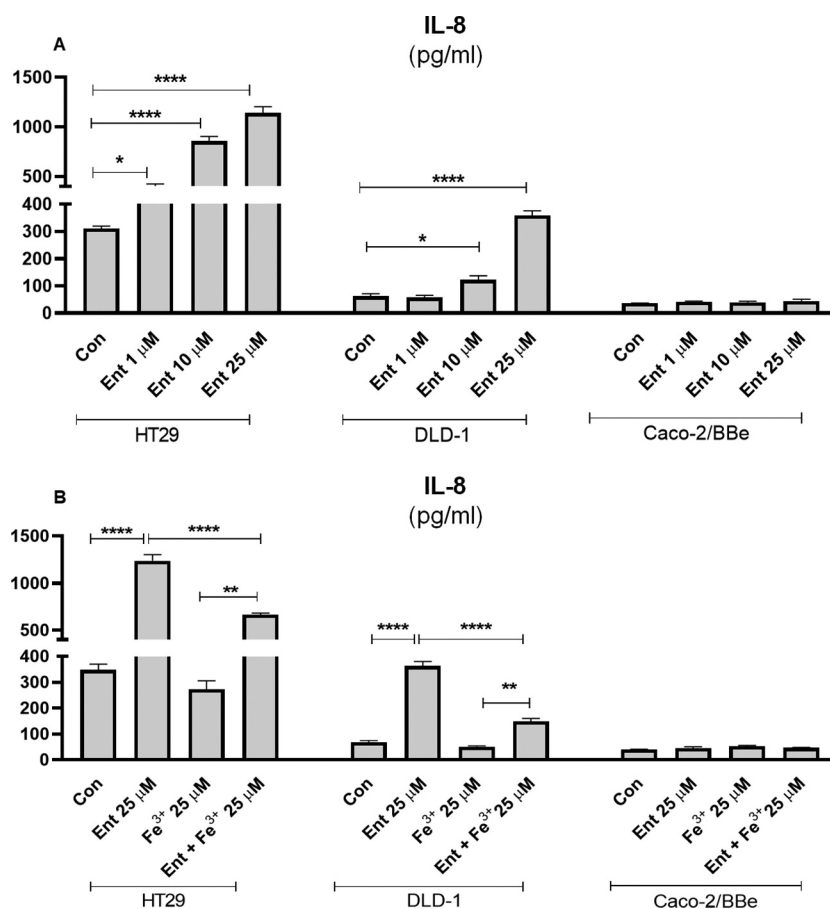 IL-8
A
(pg/ml)
****
1500
****
1000
*
500
****
400
*
300
200
100
0
Con
Ent 1 µM
Ent 10 µM
Ent 25 µM
Con
Ent 1 µM
Ent 10 µM
Ent 25 µM
Con
Ent 1 µM
Ent 10 µM
Ent 25 µM
HT29
DLD-1
Caco-2/BBe
IL-8
B
(pg/ml)
1500
****
****
1000
**
500
****
****
400
300
**
200
100
0
Con
Ent 25 µM
Fe³⁺ 25 µM
Ent + Fe³⁺ 25 µM
Con
Ent 25 µM
Fe³⁺ 25 µM
Ent + Fe³⁺ 25 µM
Con
Ent 25 µM
Fe³⁺ 25 µM
Ent + Fe³⁺ 25 µM
HT29
DLD-1
Caco-2/BBe